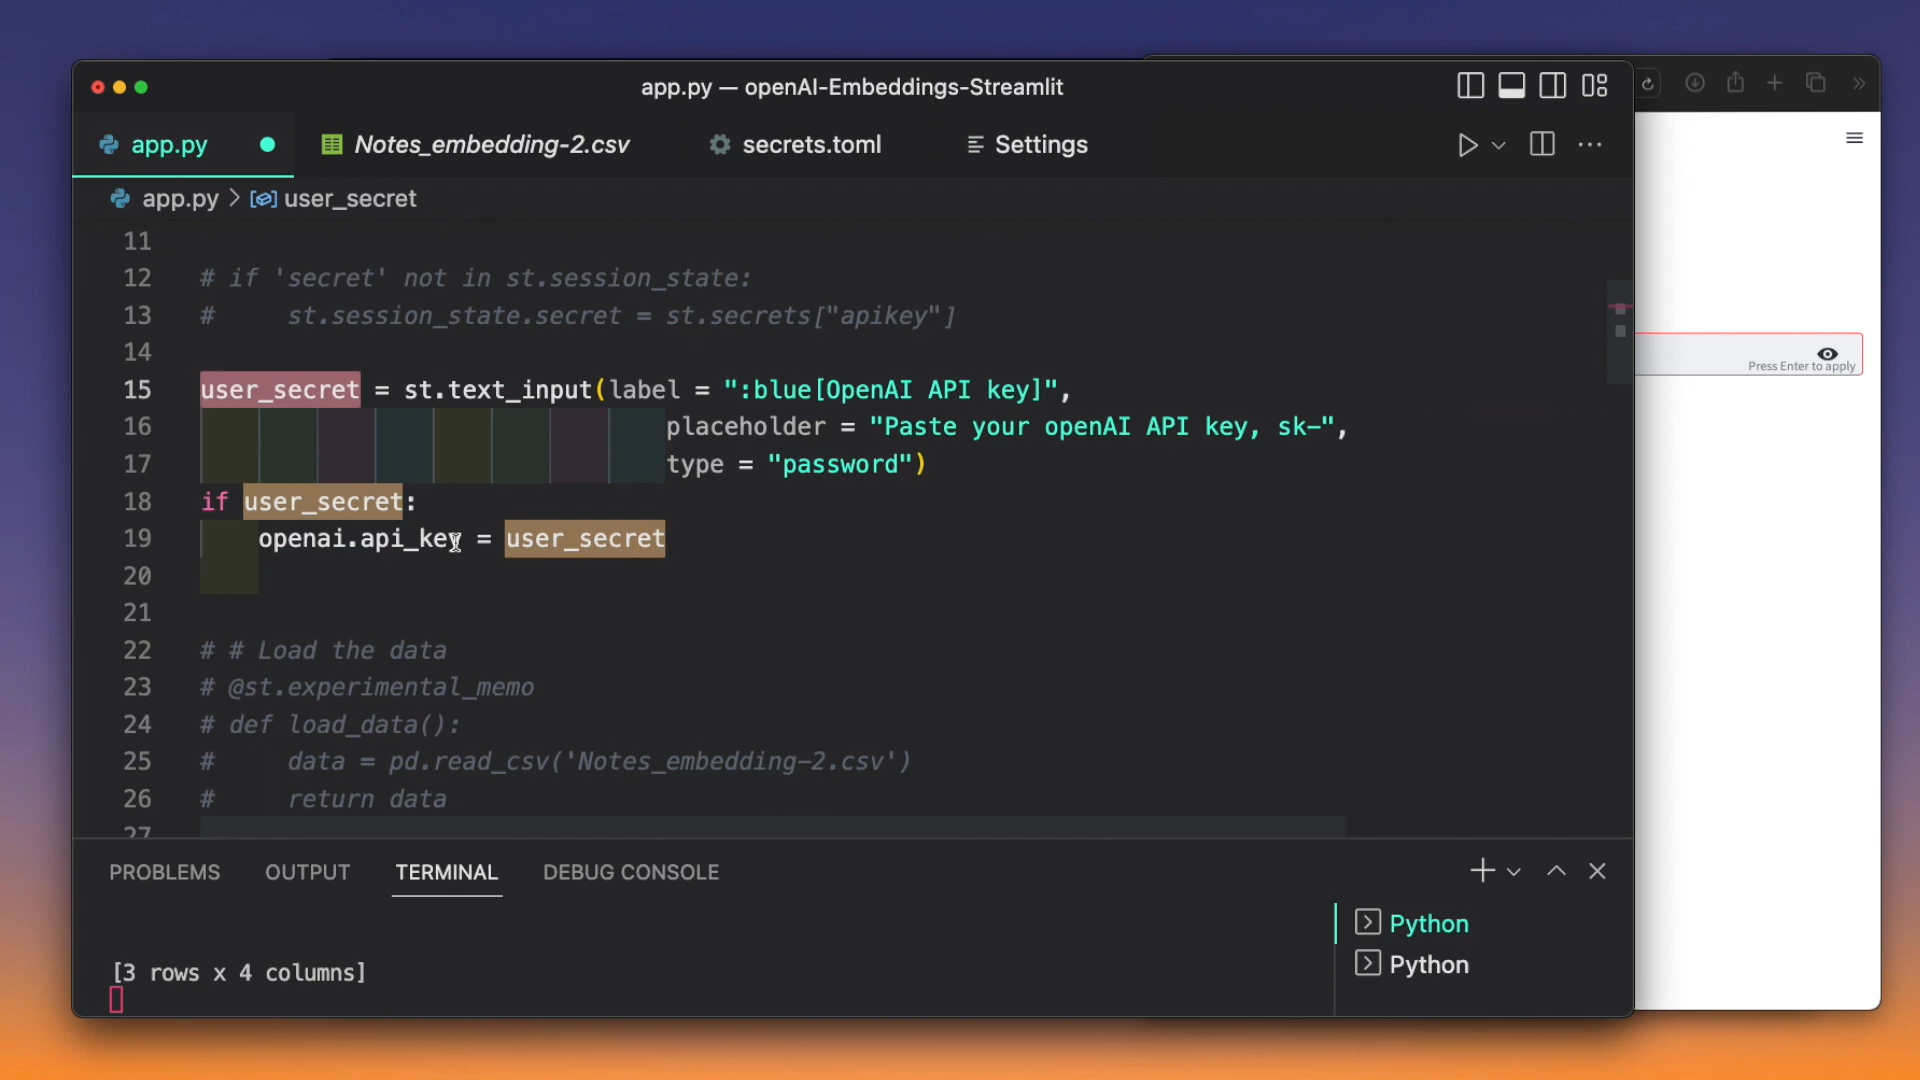 app.py — openAI-Embeddings-Streamlit
app.py
Notes_embedding-2.csv
secrets.toml
Settings
app.py > user_secret
11
12 # if 'secret' not in st.session_state:
13 #     st.session_state.secret = st.secrets["apikey"]
14
15 user_secret = st.text_input(label = ":blue[OpenAI API key]",
16 placeholder = "Paste your openAI API key, sk-",
17 type = "password")
18 if user_secret:
19     openai.api_key = user_secret
20
21
22 # # Load the data
23 # @st.experimental_memo
24 # def load_data():
25 #     data = pd.read_csv('Notes_embedding-2.csv')
26 #     return data
27
Press Enter to apply
PROBLEMS
OUTPUT
TERMINAL
DEBUG CONSOLE
[3 rows x 4 columns]
Python
Python